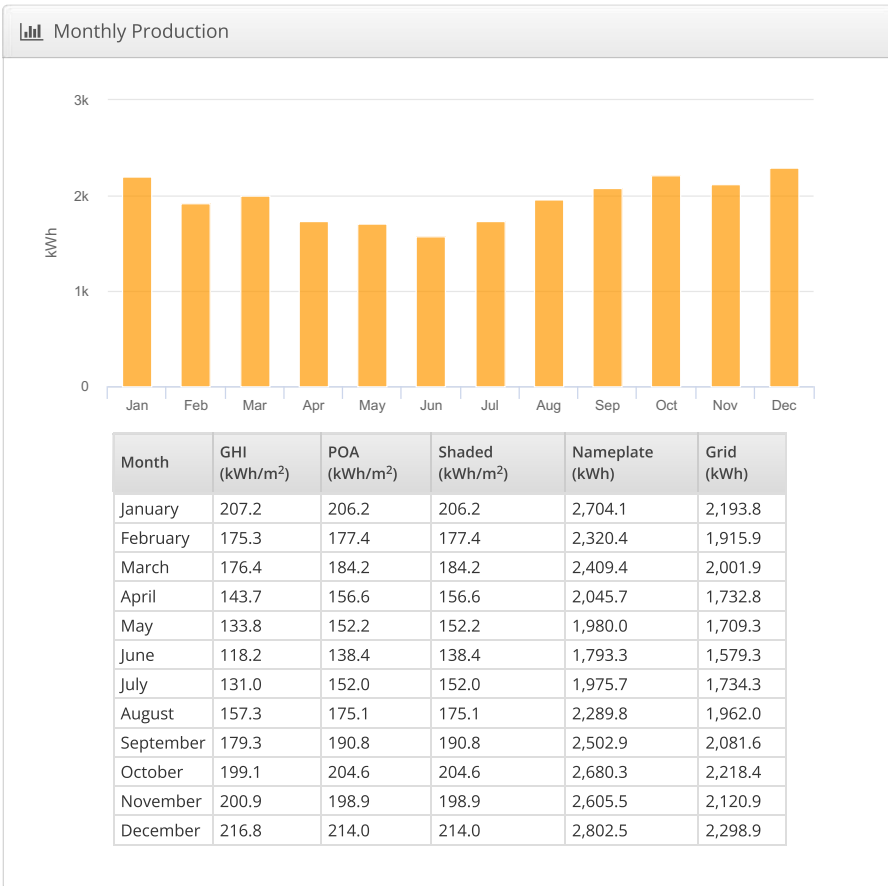 Monthly Production
3k
2k
1k
0
kWh
Jan Feb Mar Apr May Jun Jul Aug Sep Oct Nov Dec
Month GHI (kWh/m²) POA (kWh/m²) Shaded (kWh/m²) Nameplate (kWh) Grid (kWh)
January 207.2 206.2 206.2 2,704.1 2,193.8
February 175.3 177.4 177.4 2,320.4 1,915.9
March 176.4 184.2 184.2 2,409.4 2,001.9
April 143.7 156.6 156.6 2,045.7 1,732.8
May 133.8 152.2 152.2 1,980.0 1,709.3
June 118.2 138.4 138.4 1,793.3 1,579.3
July 131.0 152.0 152.0 1,975.7 1,734.3
August 157.3 175.1 175.1 2,289.8 1,962.0
September 179.3 190.8 190.8 2,502.9 2,081.6
October 199.1 204.6 204.6 2,680.3 2,218.4
November 200.9 198.9 198.9 2,605.5 2,120.9
December 216.8 214.0 214.0 2,802.5 2,298.9